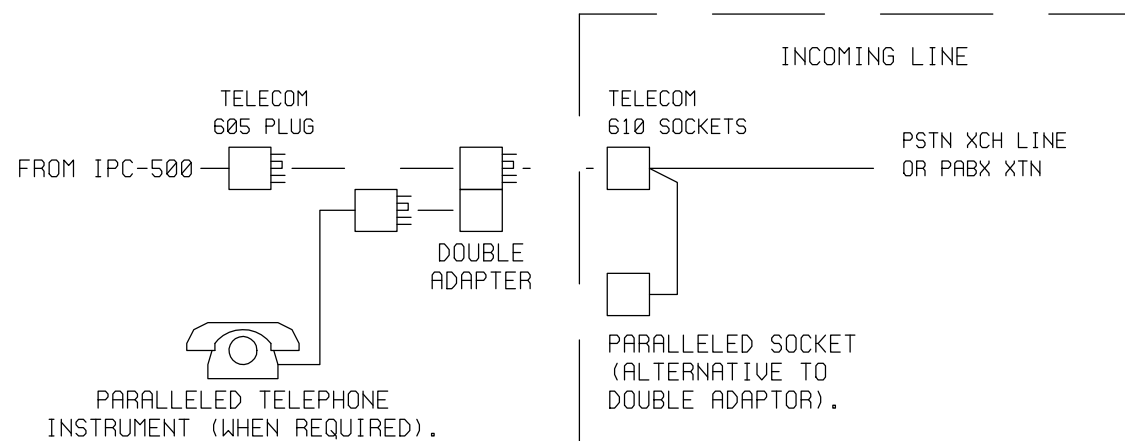 INCOMING LINE
TELECOM
605 PLUG
TELECOM
610 SOCKETS
PSTN XCH LINE
OR PABX XTN
FROM IPC-500
DOUBLE
ADAPTER
PARALLELED SOCKET
(ALTERNATIVE TO
DOUBLE ADAPTOR).
PARALLELED TELEPHONE
INSTRUMENT (WHEN REQUIRED).